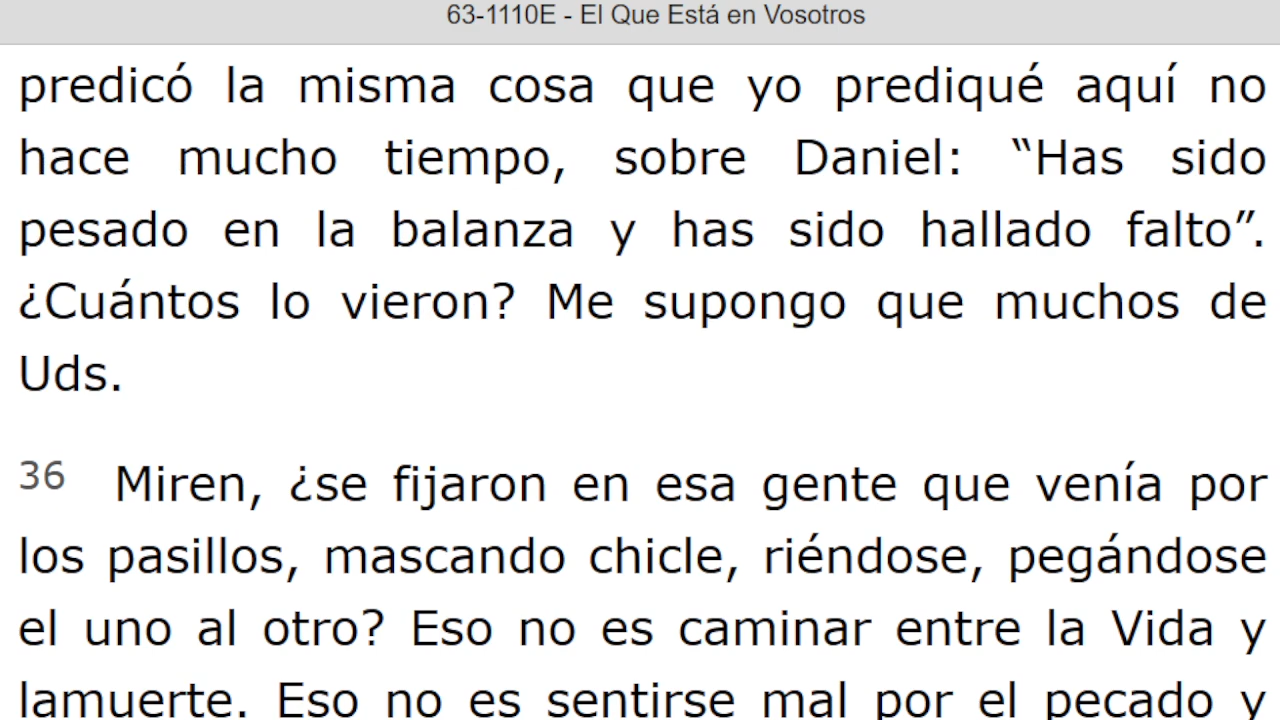 63-1110E - El Que Está en Vosotros
predicó la misma cosa que yo prediqué aquí no
hace mucho tiempo, sobre Daniel: “Has sido
pesado en la balanza y has sido hallado falto”.
¿Cuántos lo vieron? Me supongo que muchos de
Uds.
36 Miren, ¿se fijaron en esa gente que venía por
los pasillos, mascando chicle, riéndose, pegándose
el uno al otro? Eso no es caminar entre la Vida y
lamuerte. Eso no es sentirse mal por el pecado y